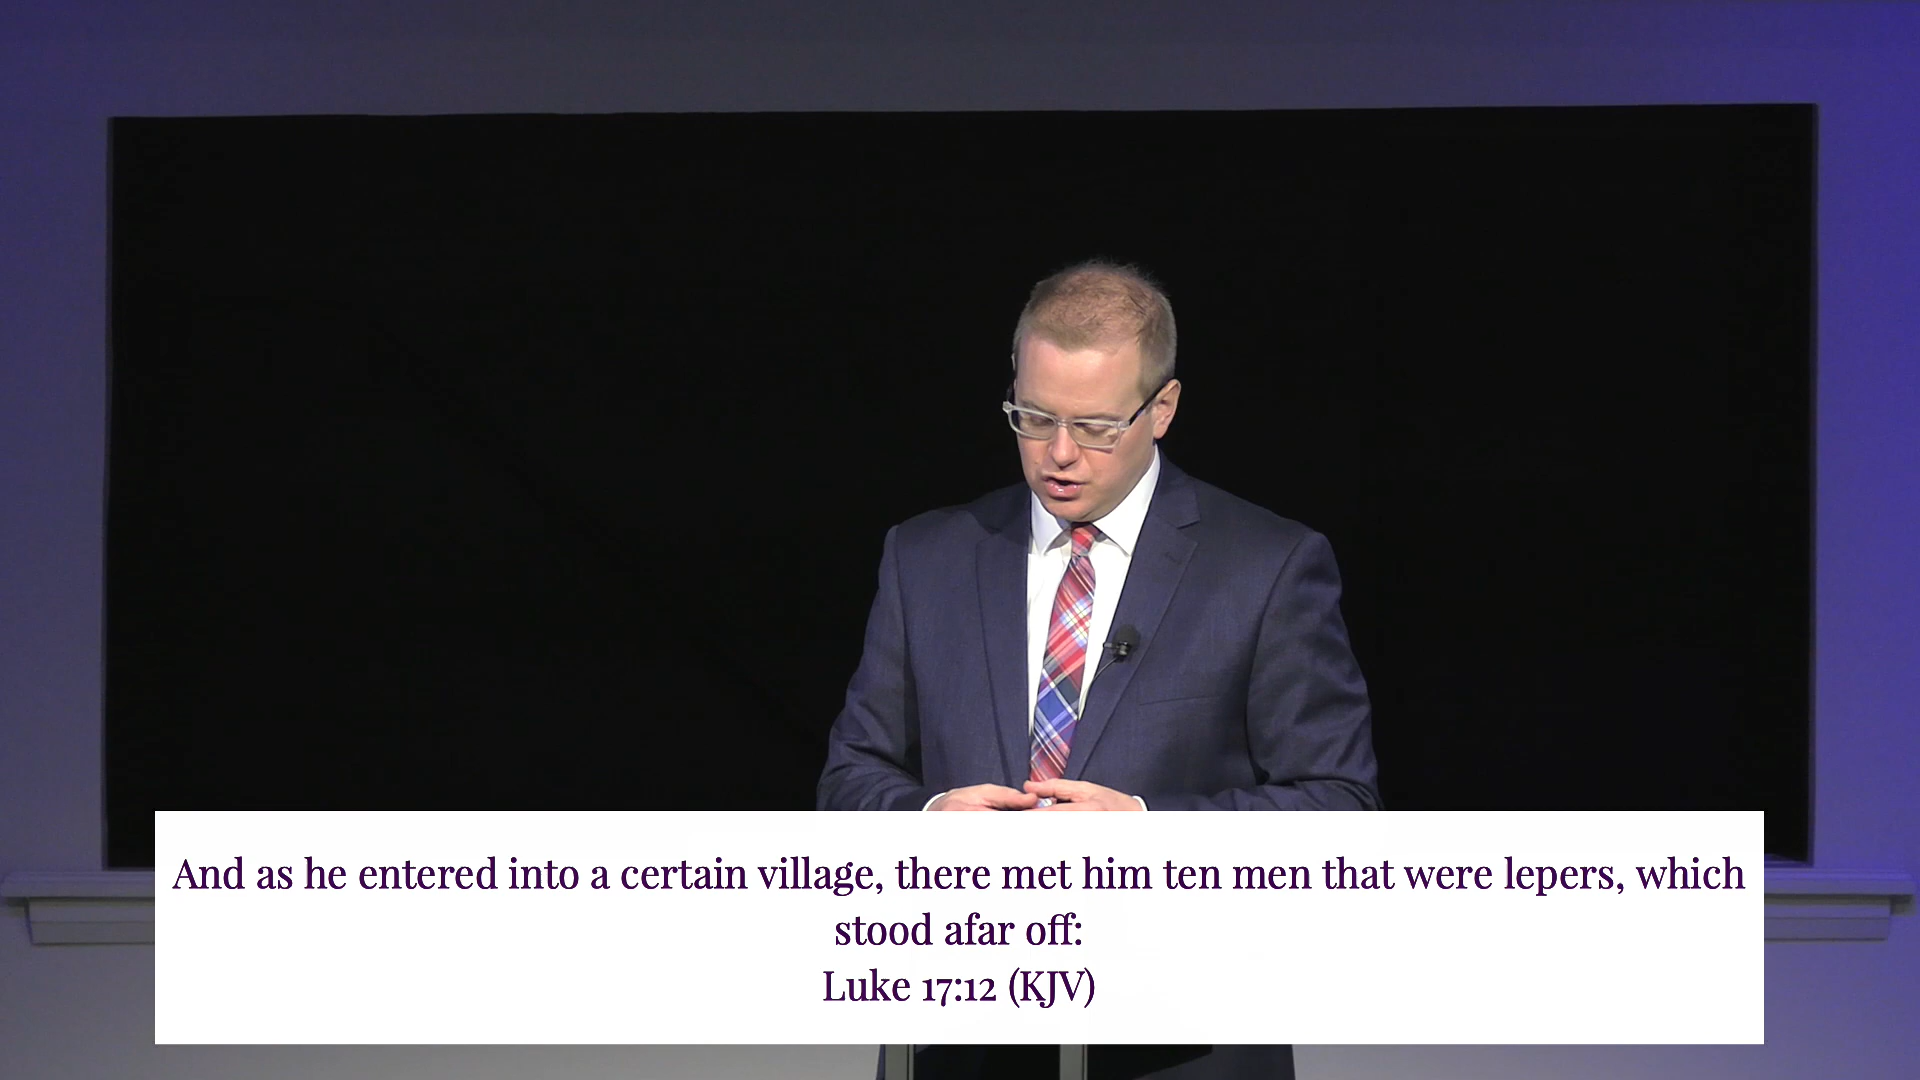 And as he entered into a certain village, there met him ten men that were lepers, which
stood afar off:
Luke 17:12 (KJV)